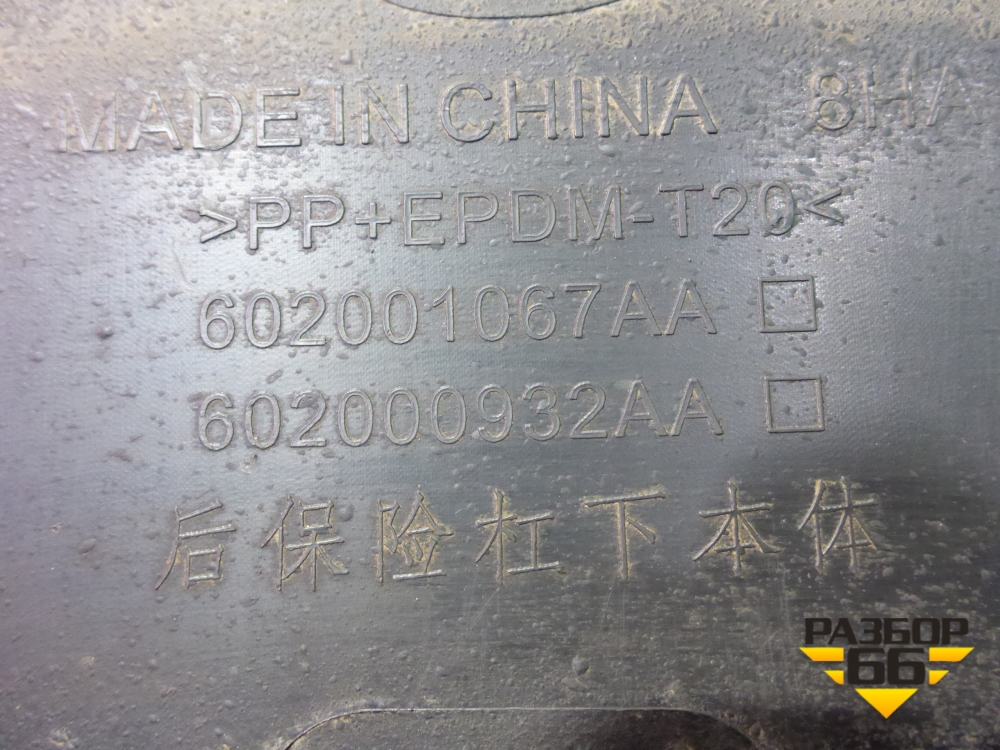 MADE IN CHINA 8HA
>PP+EPDM-T20<
602001067AA □
602000932AA □
后保险杠下本体
РАЗБОР
66